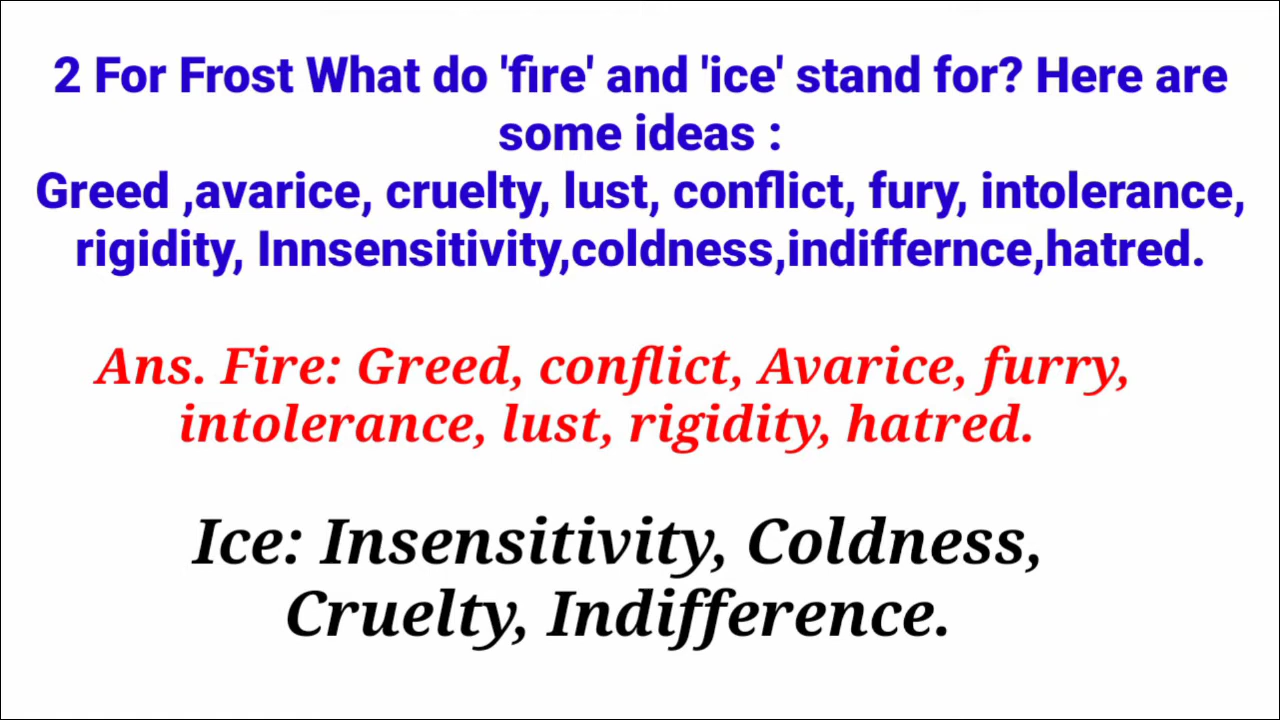 2 For Frost What do 'fire' and 'ice' stand for? Here are
some ideas :
Greed ,avarice, cruelty, lust, conflict, fury, intolerance,
rigidity, Innsensitivity,coldness,indiffernce,hatred.
Ans. Fire: Greed, conflict, Avarice, furry,
intolerance, lust, rigidity, hatred.
Ice: Insensitivity, Coldness,
Cruelty, Indifference.